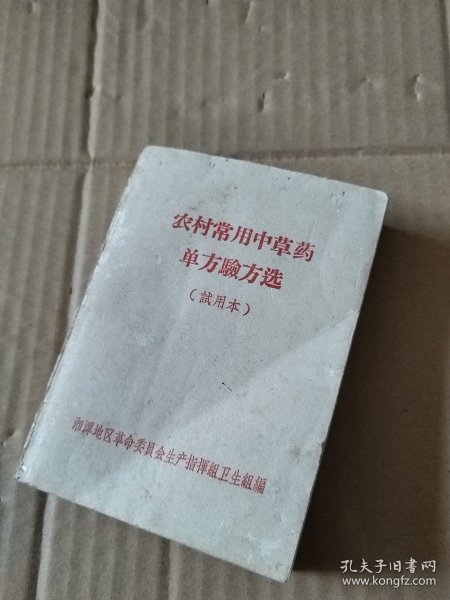 农村常用中草药
单方驗方选
（試用本）
湘潭地区革命委員会生产指揮組卫生組編
孔夫子旧书网
www.kongfz.com